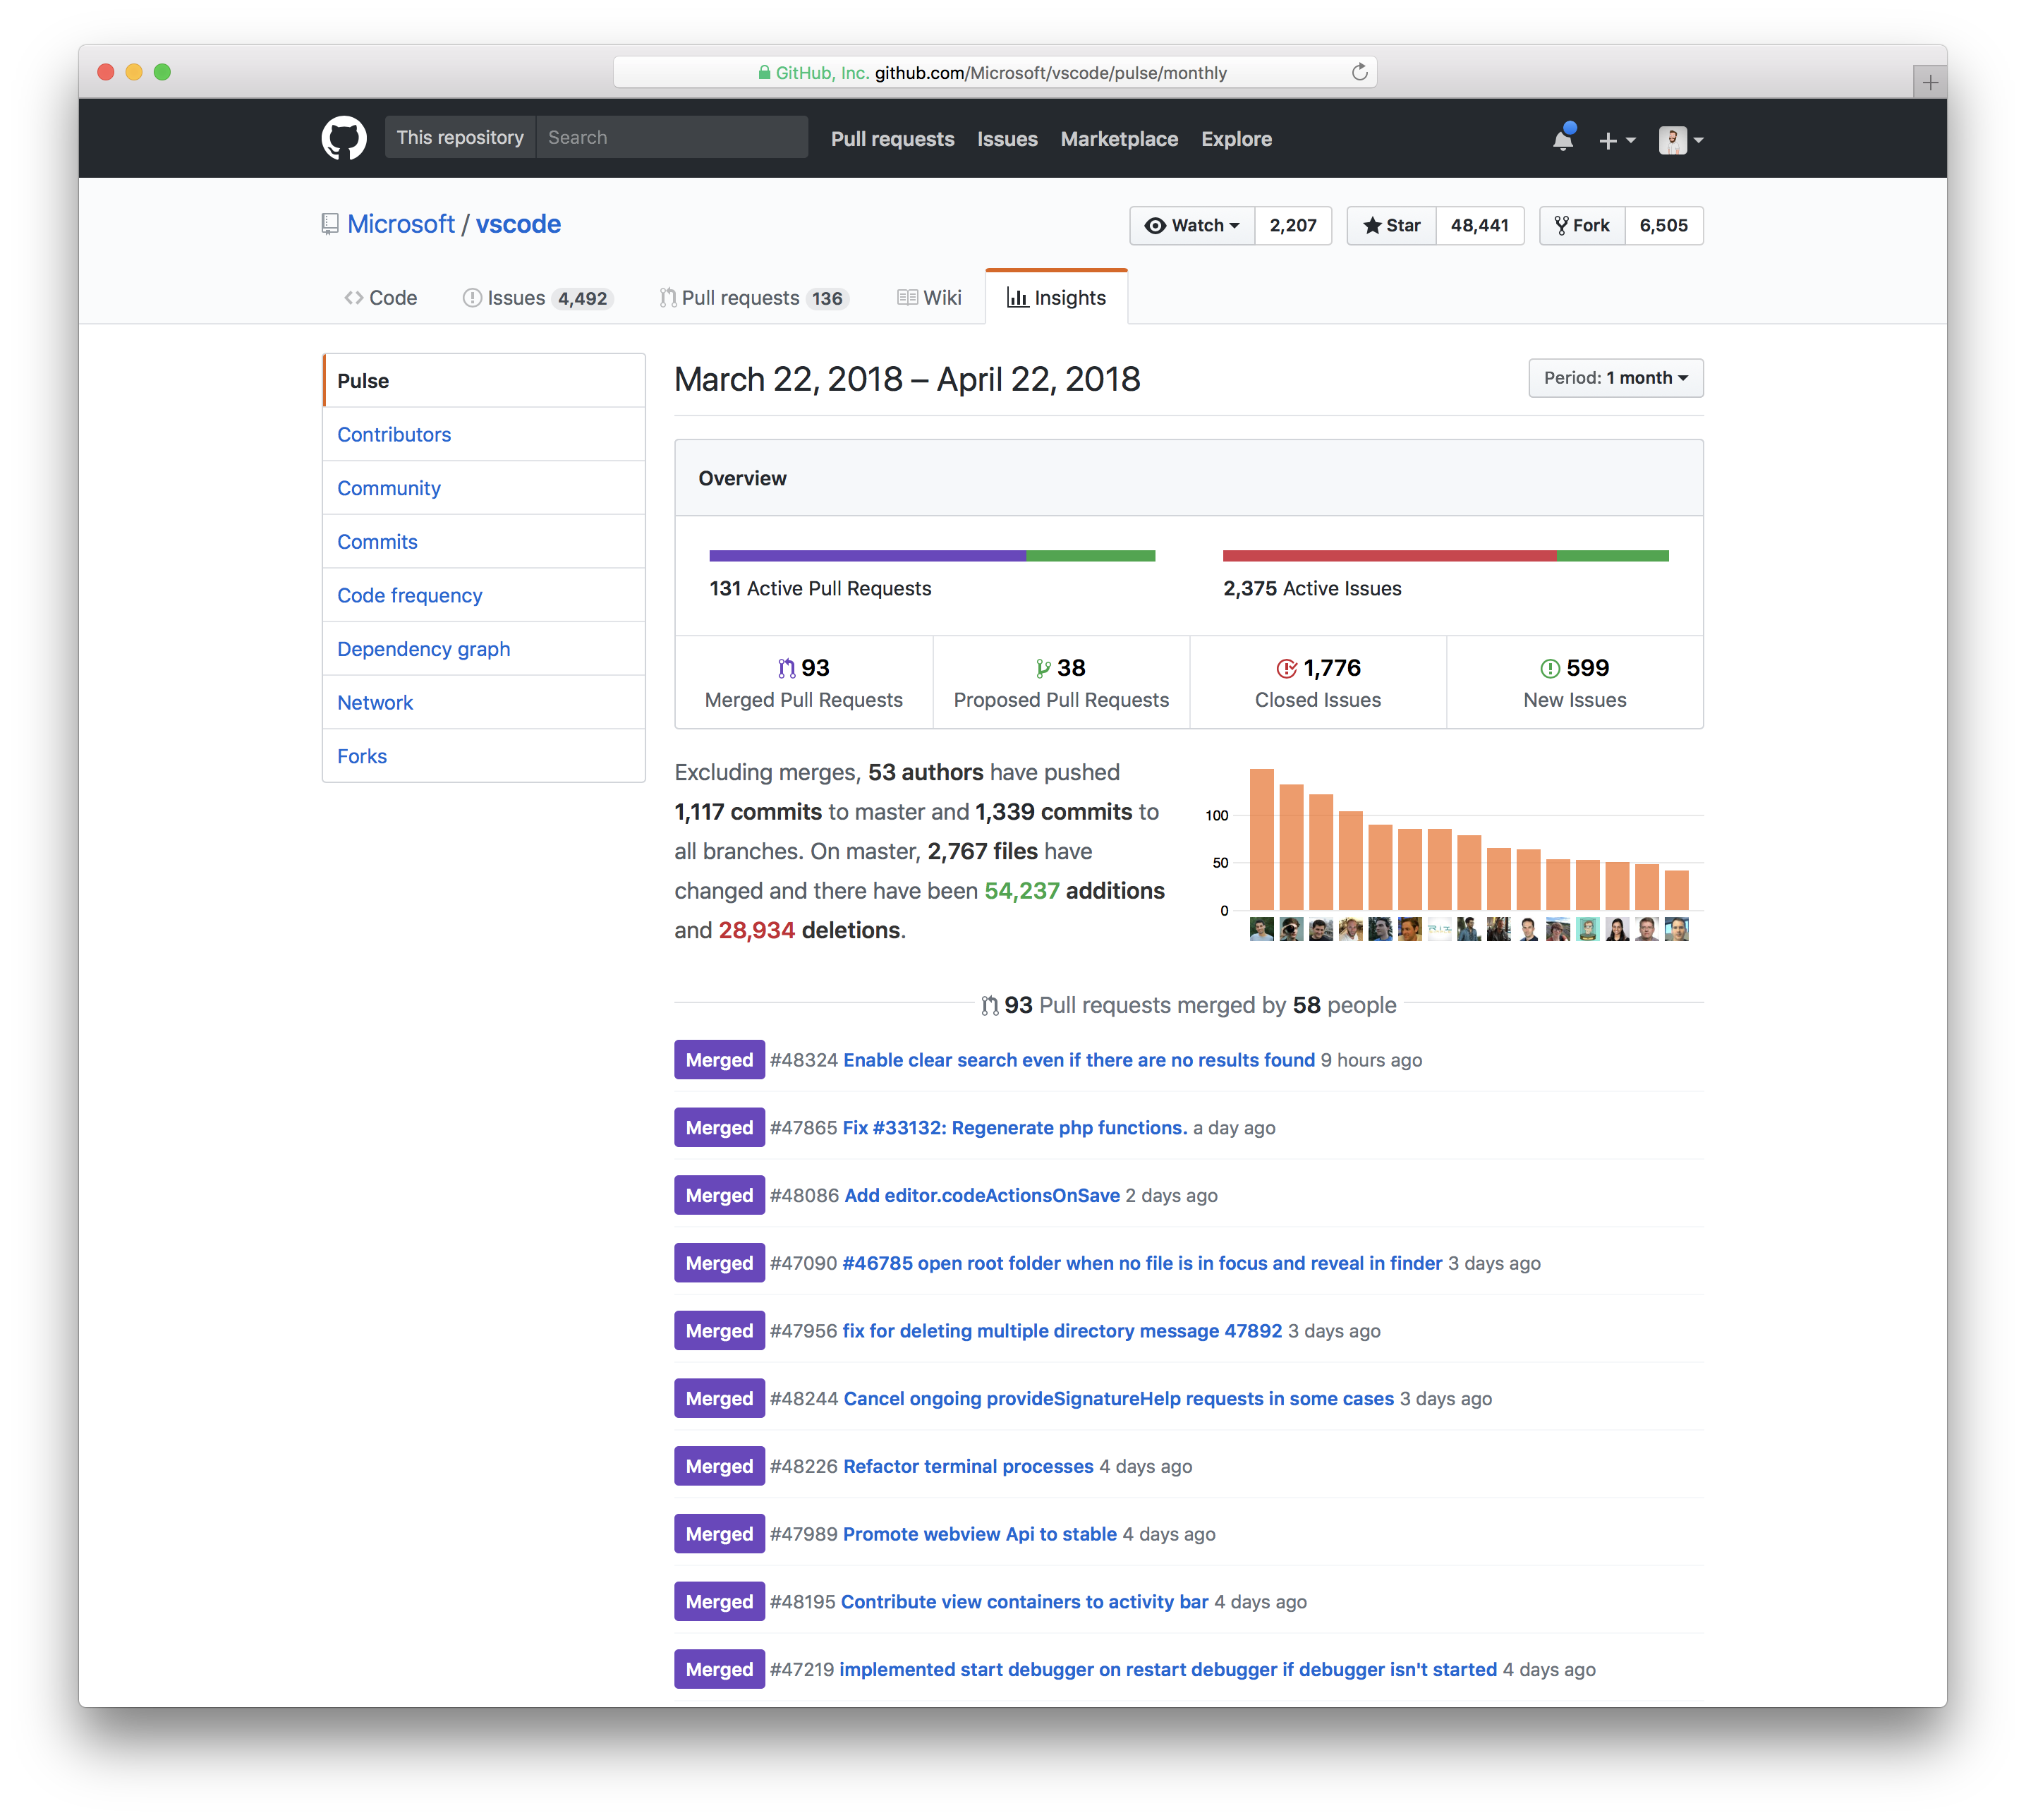 GitHub, Inc. github.com/Microsoft/vscode/pulse/monthly
This repository Search Pull requests Issues Marketplace Explore
Microsoft / vscode
Watch 2,207 Star 48,441 Fork 6,505
Code Issues 4,492 Pull requests 136 Wiki Insights
Pulse
Contributors
Community
Commits
Code frequency
Dependency graph
Network
Forks
March 22, 2018 – April 22, 2018
Period: 1 month
Overview
131 Active Pull Requests
2,375 Active Issues
93
Merged Pull Requests
38
Proposed Pull Requests
1,776
Closed Issues
599
New Issues
Excluding merges, 53 authors have pushed
1,117 commits to master and 1,339 commits to
all branches. On master, 2,767 files have
changed and there have been 54,237 additions
and 28,934 deletions.
100
50
0
93 Pull requests merged by 58 people
Merged #48324 Enable clear search even if there are no results found 9 hours ago
Merged #47865 Fix #33132: Regenerate php functions. a day ago
Merged #48086 Add editor.codeActionsOnSave 2 days ago
Merged #47090 #46785 open root folder when no file is in focus and reveal in finder 3 days ago
Merged #47956 fix for deleting multiple directory message 47892 3 days ago
Merged #48244 Cancel ongoing provideSignatureHelp requests in some cases 3 days ago
Merged #48226 Refactor terminal processes 4 days ago
Merged #47989 Promote webview Api to stable 4 days ago
Merged #48195 Contribute view containers to activity bar 4 days ago
Merged #47219 implemented start debugger on restart debugger if debugger isn't started 4 days ago